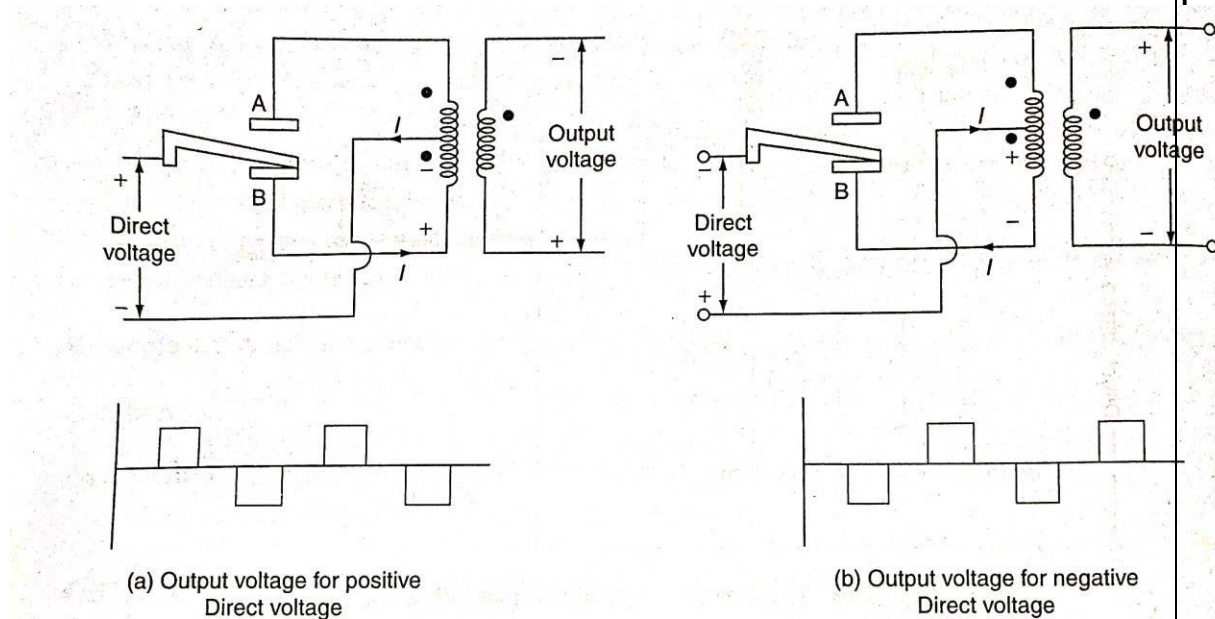 A
I
−
−
Output
voltage
+
−
B
Direct
voltage
+
+
−
I
+
A
I
+
−
Output
voltage
+
−
B
Direct
voltage
−
−
I
+
(a) Output voltage for positive
Direct voltage
(b) Output voltage for negative
Direct voltage